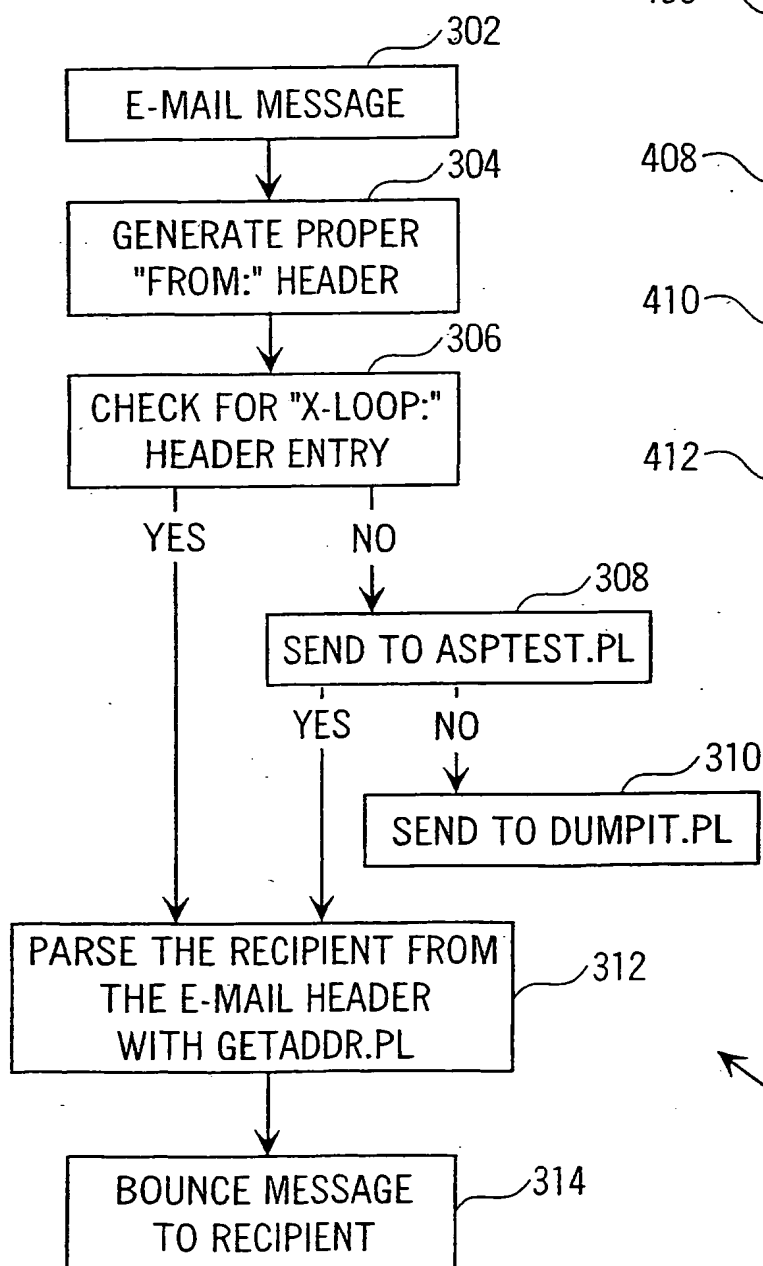 302
E-MAIL MESSAGE
304
GENERATE PROPER
"FROM:" HEADER
306
CHECK FOR "X-LOOP:"
HEADER ENTRY
YES NO
308
SEND TO ASPTEST.PL
YES NO
310
SEND TO DUMPIT.PL
PARSE THE RECIPIENT FROM
THE E-MAIL HEADER
WITH GETADDR.PL
312
BOUNCE MESSAGE
TO RECIPIENT
314
408
410
412